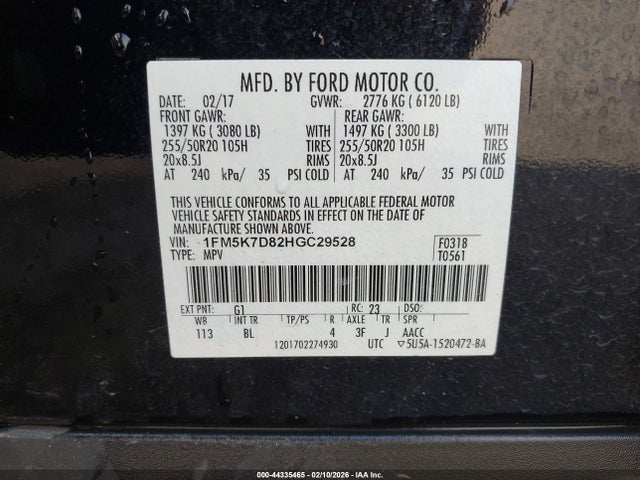 MFD. BY FORD MOTOR CO.
DATE: 02/17 GVWR: 2776 KG ( 6120 LB)
FRONT GAWR: REAR GAWR:
1397 KG ( 3080 LB) WITH 1497 KG ( 3300 LB) WITH
255/50R20 105H TIRES 255/50R20 105H TIRES
20x8.5J RIMS 20x8.5J RIMS
AT 240 kPa/ 35 PSI COLD AT 240 kPa/ 35 PSI COLD
THIS VEHICLE CONFORMS TO ALL APPLICABLE FEDERAL MOTOR
VEHICLE SAFETY STANDARDS IN EFFECT ON THE DATE OF
MANUFACTURE SHOWN ABOVE.
VIN: 1FM5K7D82HGC29528 F0318
TYPE: MPV T0561
EXT PNT: G1 RC: 23 DSO:
WB INT TR TP/PS R AXLE TR SPR
113 BL 4 3F J AACC
1201702274930 UTC ▽5U5A-1520472-BA
000-44335465 - 02/10/2026 - IAA Inc.